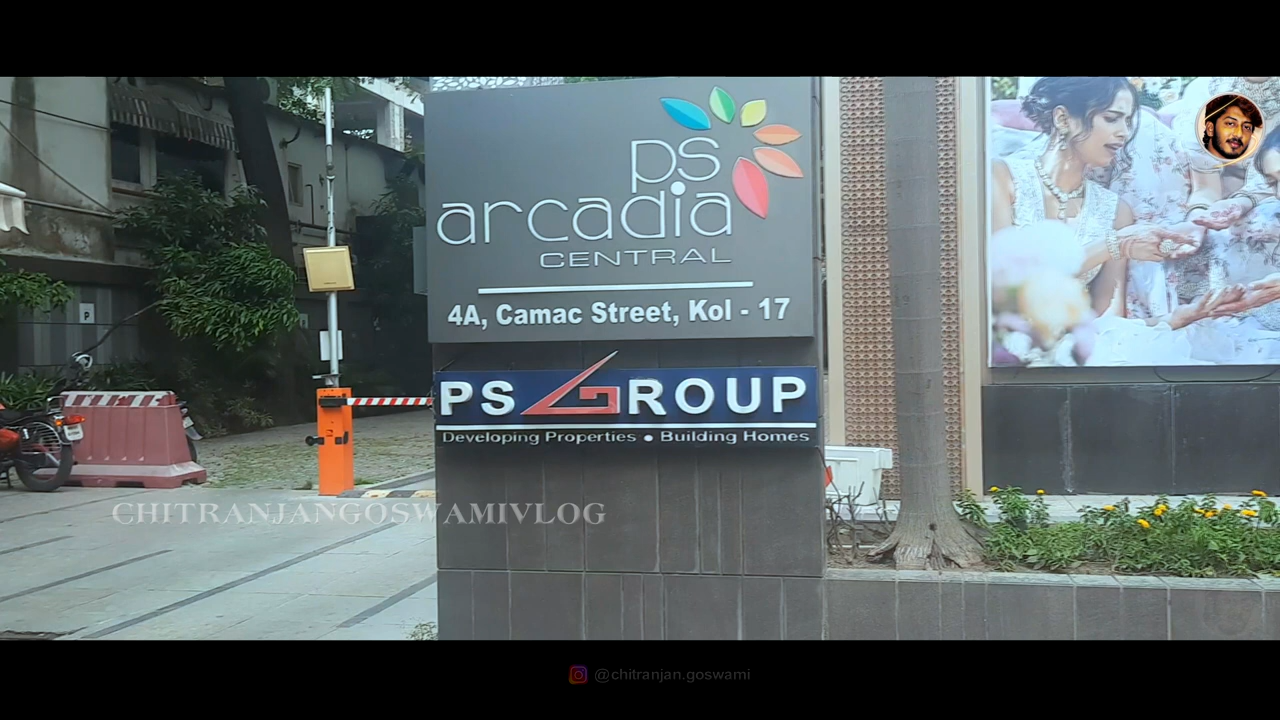 ps
arcadia
CENTRAL
4A, Camac Street, Kol - 17
PS GROUP
Developing Properties • Building Homes
P
CHITRANJANGOSWAMIVLOG
@chitranjan.goswami